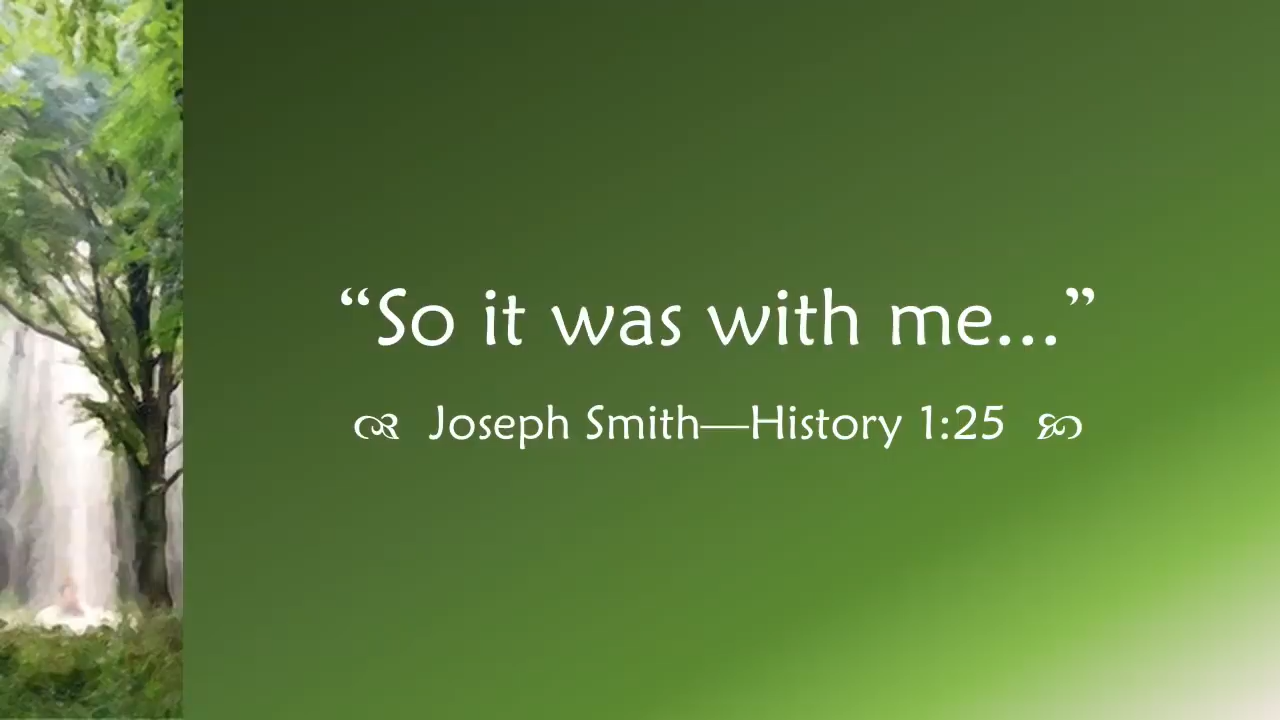 “So it was with me…”
Joseph Smith—History 1:25